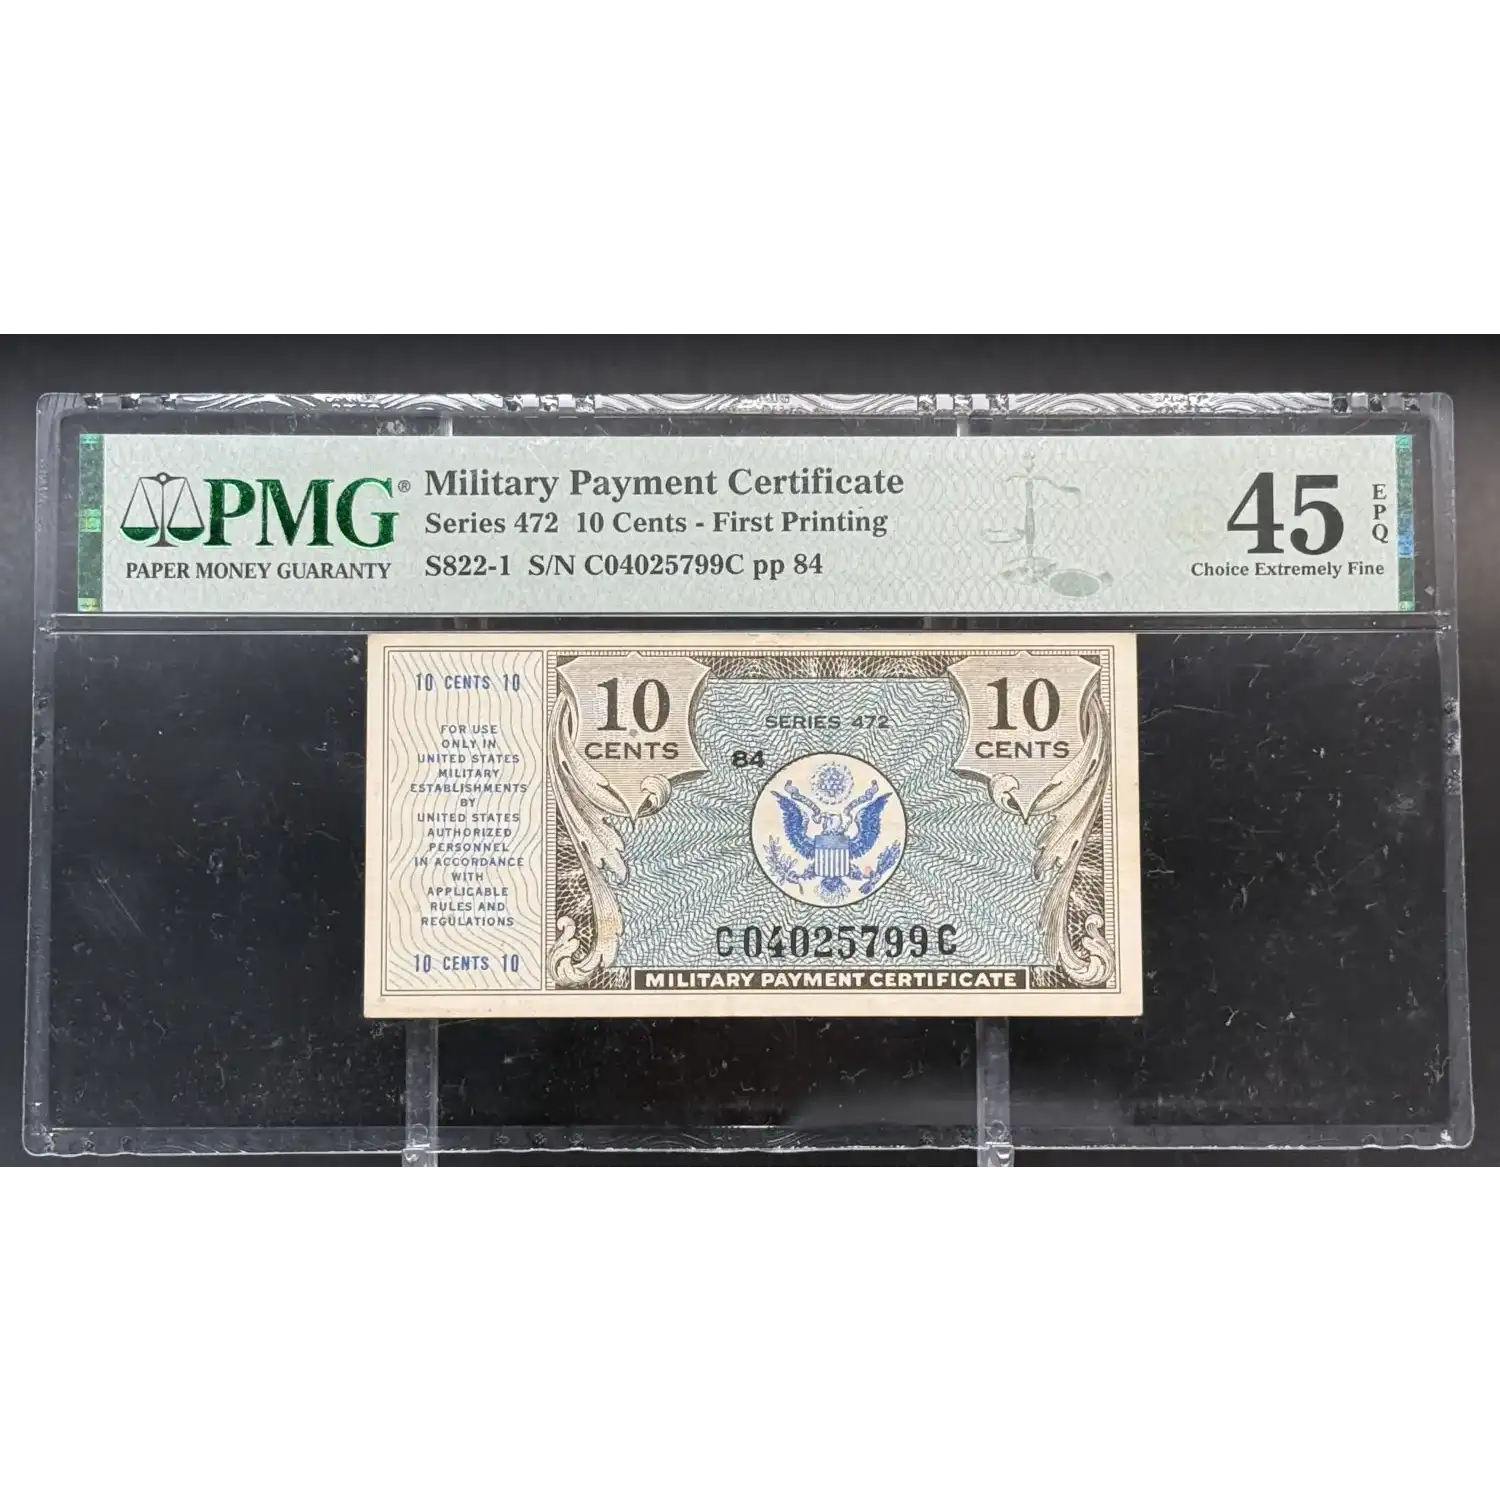 PMG®
PAPER MONEY GUARANTY
Military Payment Certificate
Series 472 10 Cents - First Printing
S822-1 S/N C04025799C pp 84
45
EPQ
Choice Extremely Fine
10 CENTS 10
FOR USE
ONLY IN
UNITED STATES
MILITARY
ESTABLISHMENTS
BY
UNITED STATES
AUTHORIZED
PERSONNEL
IN ACCORDANCE
WITH
APPLICABLE
RULES AND
REGULATIONS
10 CENTS 10
10
CENTS
SERIES 472
84
10
CENTS
C04025799C
MILITARY PAYMENT CERTIFICATE